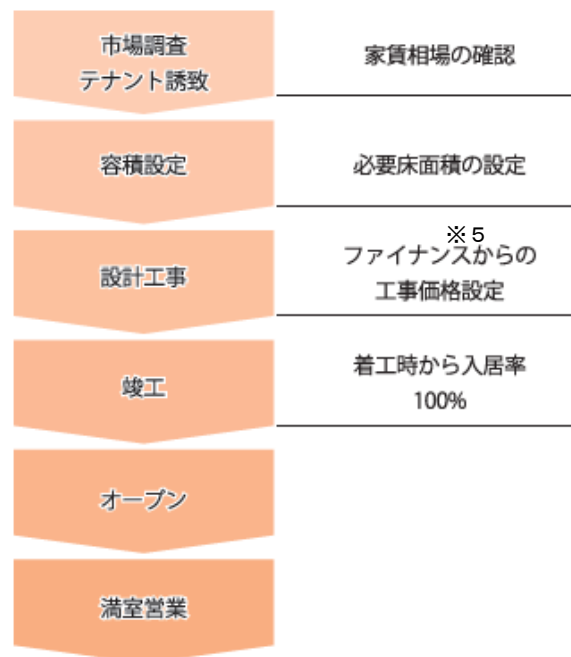 市場調査
テナント誘致
家賃相場の確認
容積設定
必要床面積の設定
設計工事
※５
ファイナンスからの
工事価格設定
竣工
着工時から入居率
100%
オープン
満室営業